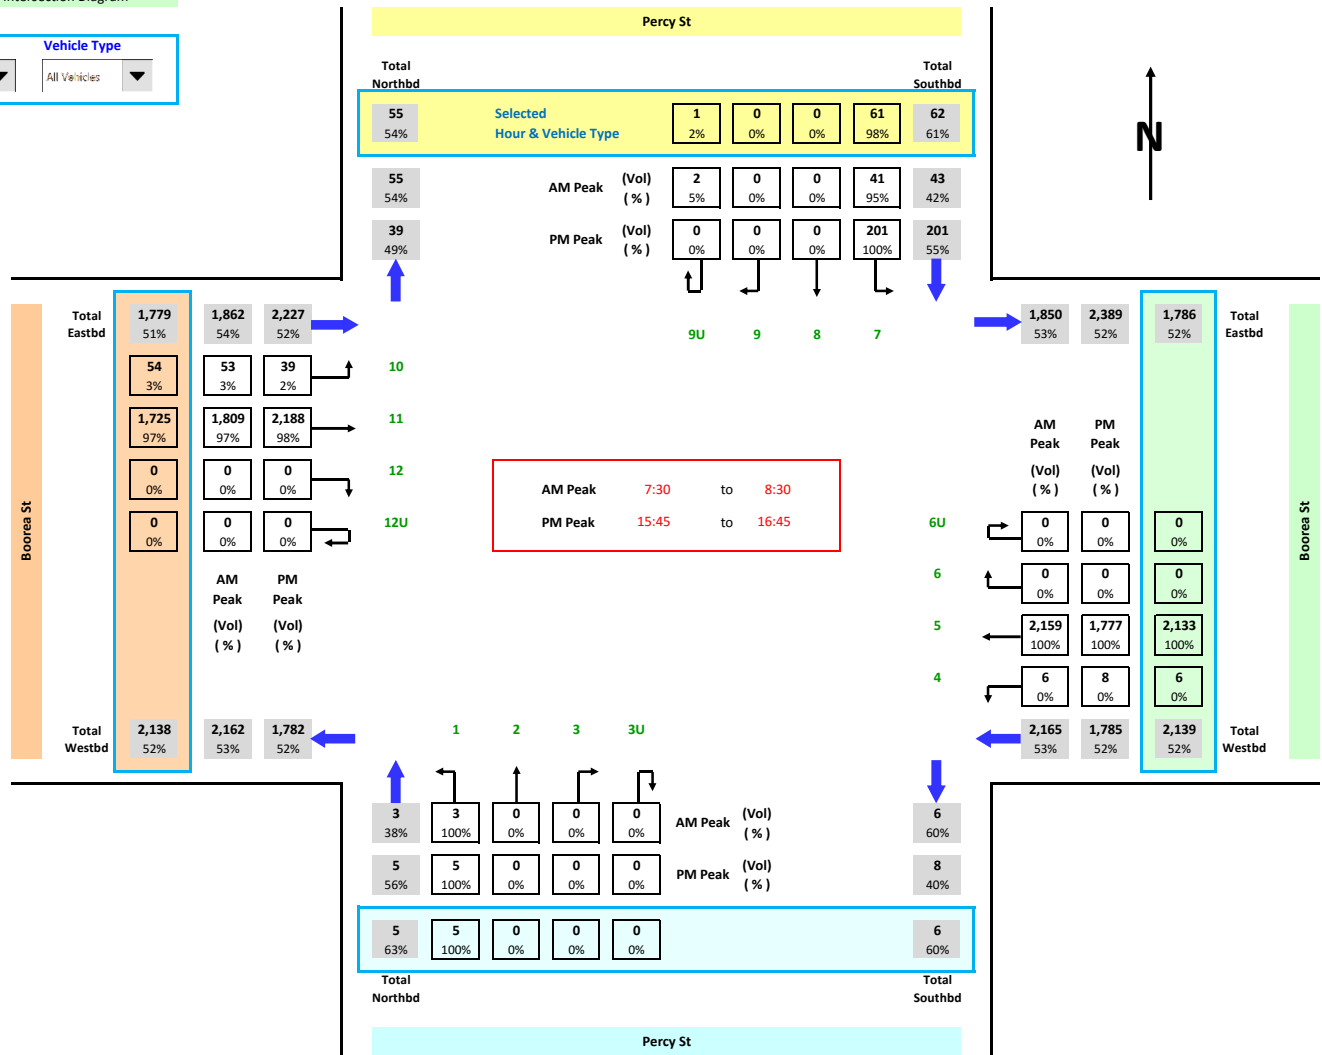 Intersection Diagram
Percy St
Vehicle Type
All Vehicles
Total
Northbd
Total
Southbd
55
54%
Selected
Hour & Vehicle Type
1
2%
0
0%
0
0%
61
98%
62
61%
N
55
54%
AM Peak
(Vol)
( % )
2
5%
0
0%
0
0%
41
95%
43
42%
39
49%
PM Peak
(Vol)
( % )
0
0%
0
0%
0
0%
201
100%
201
55%
9U 9 8 7
Boorea St
Total
Eastbd
1,779
51%
1,862
54%
2,227
52%
54
3%
53
3%
39
2%
10
1,725
97%
1,809
97%
2,188
98%
11
0
0%
0
0%
0
0%
12
0
0%
0
0%
0
0%
12U
AM
Peak
(Vol)
( % )
PM
Peak
(Vol)
( % )
Total
Westbd
2,138
52%
2,162
53%
1,782
52%
AM Peak 7:30 to 8:30
PM Peak 15:45 to 16:45
1,850
53%
2,389
52%
1,786
52%
Total
Eastbd
AM
Peak
(Vol)
( % )
PM
Peak
(Vol)
( % )
6U
0
0%
0
0%
0
0%
6
0
0%
0
0%
0
0%
5
2,159
100%
1,777
100%
2,133
100%
4
6
0%
8
0%
6
0%
2,165
53%
1,785
52%
2,139
52%
Total
Westbd
Boorea St
1 2 3 3U
3
38%
3
100%
0
0%
0
0%
0
0%
AM Peak
(Vol)
( % )
6
60%
5
56%
5
100%
0
0%
0
0%
0
0%
PM Peak
(Vol)
( % )
8
40%
5
63%
5
100%
0
0%
0
0%
0
0%
6
60%
Total
Northbd
Total
Southbd
Percy St